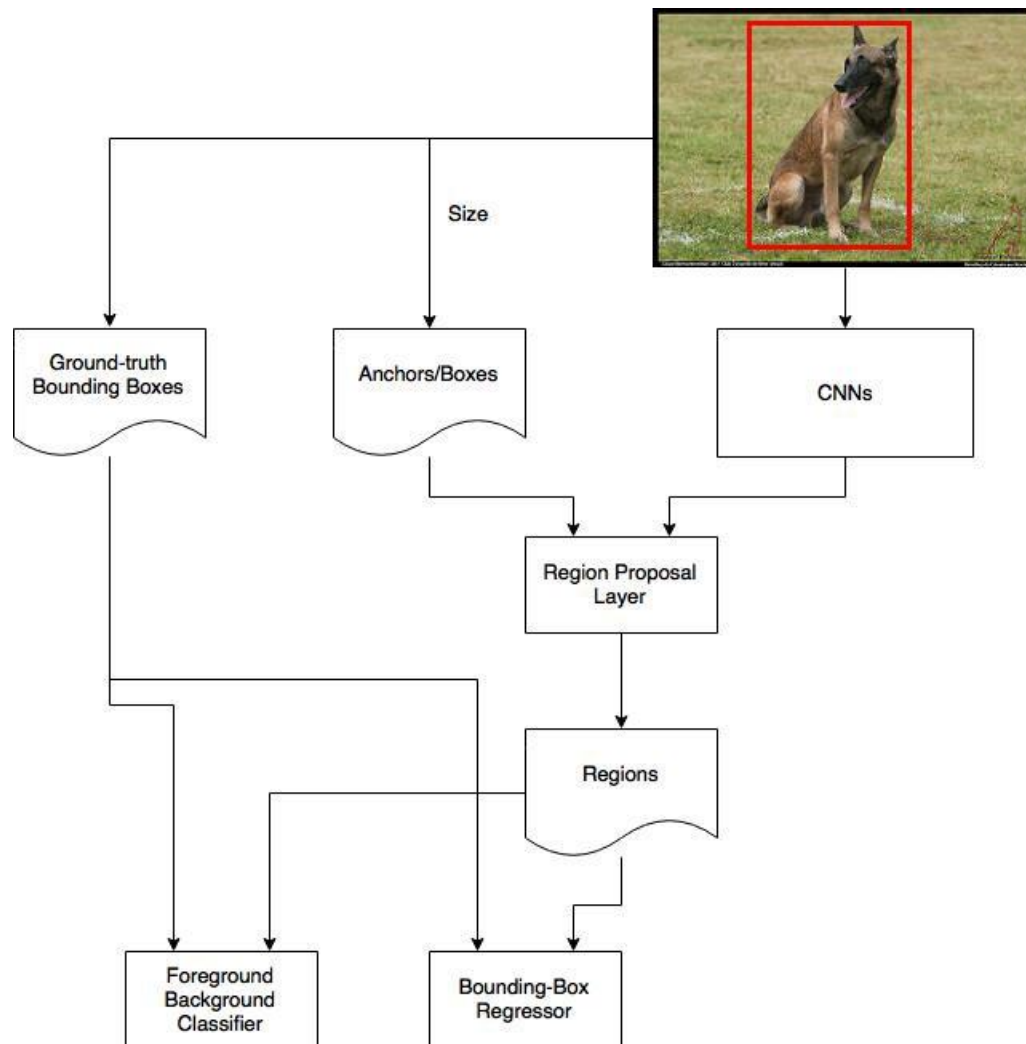 Size
Ground-truth
Bounding Boxes
Anchors/Boxes
CNNs
Region Proposal
Layer
Regions
Foreground
Background
Classifier
Bounding-Box
Regressor